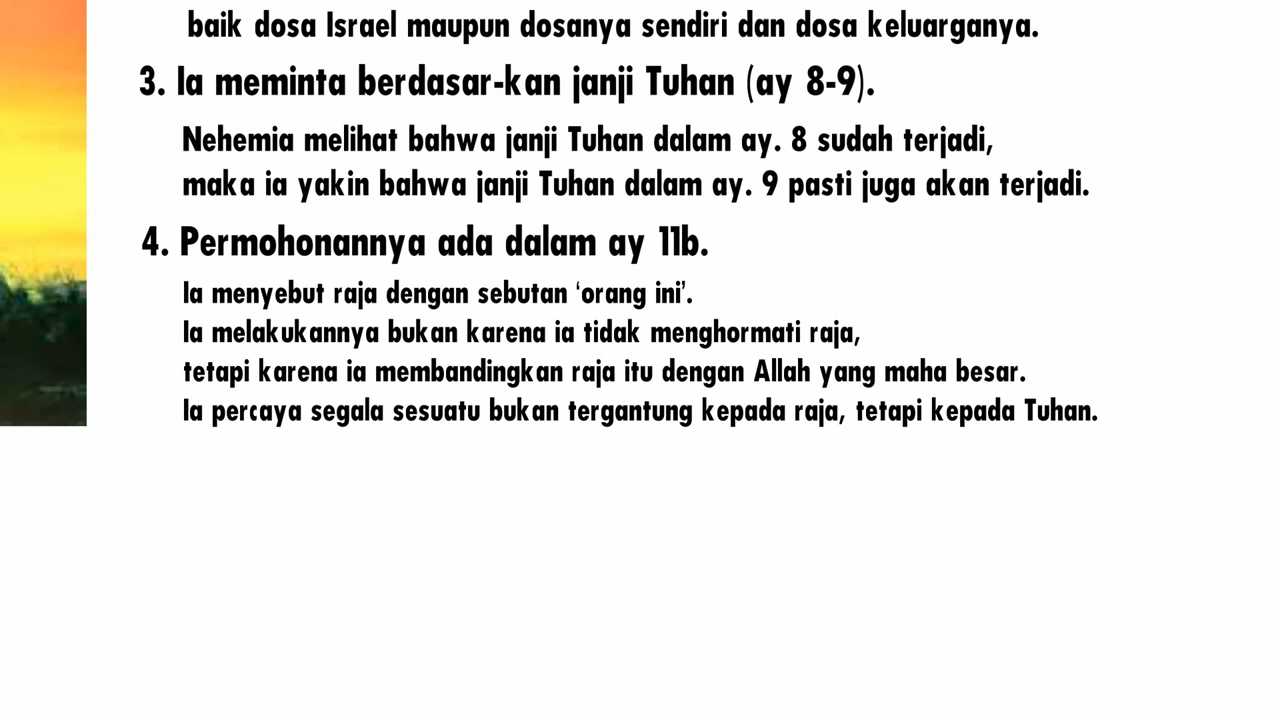 baik dosa Israel maupun dosanya sendiri dan dosa keluarganya.
3. Ia meminta berdasar-kan janji Tuhan (ay 8-9).
Nehemia melihat bahwa janji Tuhan dalam ay. 8 sudah terjadi,
maka ia yakin bahwa janji Tuhan dalam ay. 9 pasti juga akan terjadi.
4. Permohonannya ada dalam ay 11b.
Ia menyebut raja dengan sebutan ‘orang ini’.
Ia melakukannya bukan karena ia tidak menghormati raja,
tetapi karena ia membandingkan raja itu dengan Allah yang maha besar.
Ia percaya segala sesuatu bukan tergantung kepada raja, tetapi kepada Tuhan.